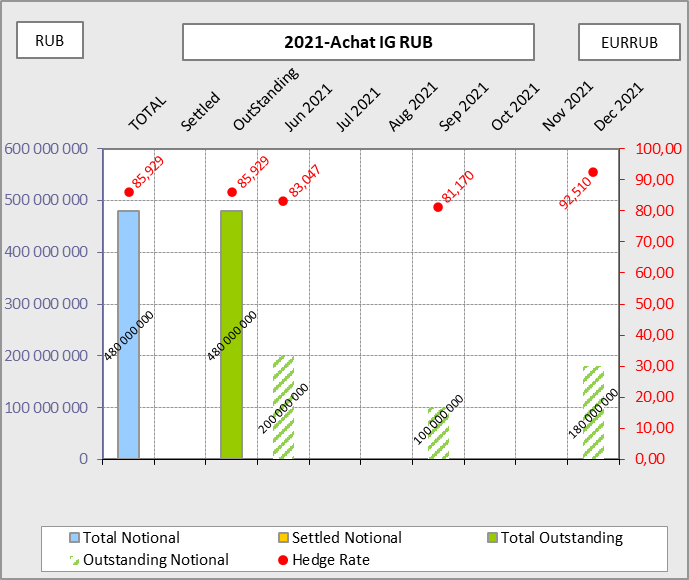 RUB
2021-Achat IG RUB
EURRUB
TOTAL
Settled
OutStanding
Jun 2021
Jul 2021
Aug 2021
Sep 2021
Oct 2021
Nov 2021
Dec 2021
600 000 000
500 000 000
400 000 000
300 000 000
200 000 000
100 000 000
0
85,929
85,929
83,047
81,170
92,510
480 000 000
480 000 000
200 000 000
100 000 000
180 000 000
100,00
90,00
80,00
70,00
60,00
50,00
40,00
30,00
20,00
10,00
0,00
Total Notional
Settled Notional
Total Outstanding
Outstanding Notional
Hedge Rate